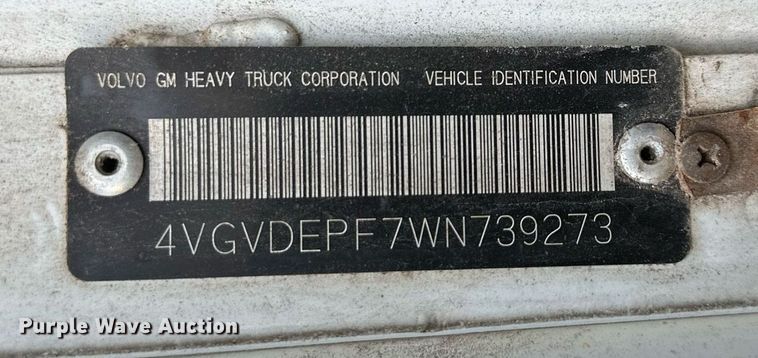 VOLVO GM HEAVY TRUCK CORPORATION VEHICLE IDENTIFICATION NUMBER
4VGVDEPF7WN739273
Purple Wave Auction